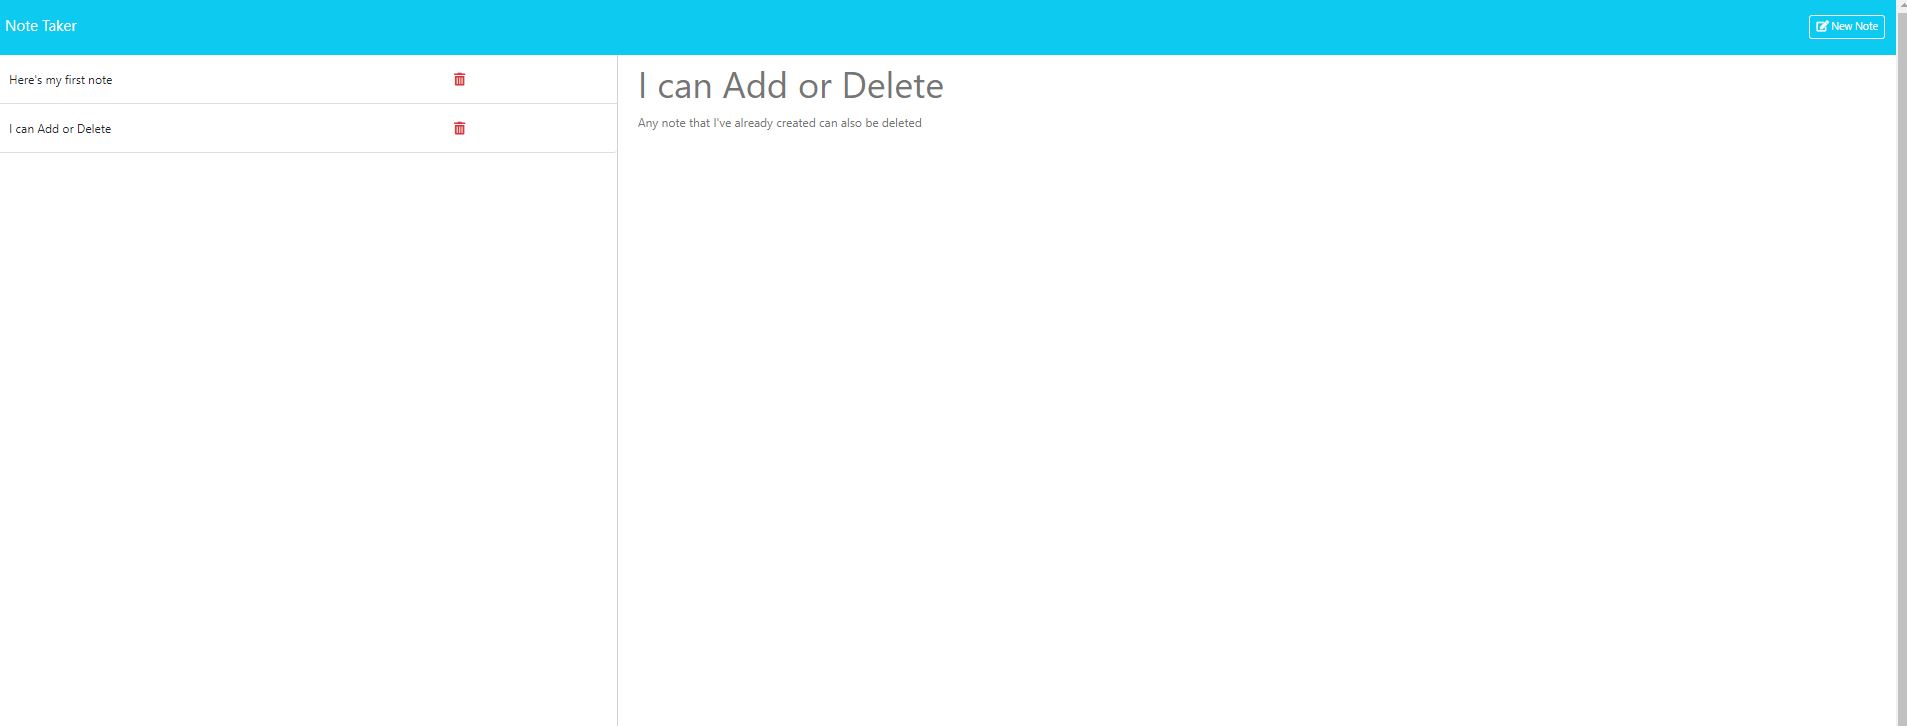 Note Taker
New Note
Here's my first note
I can Add or Delete
I can Add or Delete
Any note that I've already created can also be deleted